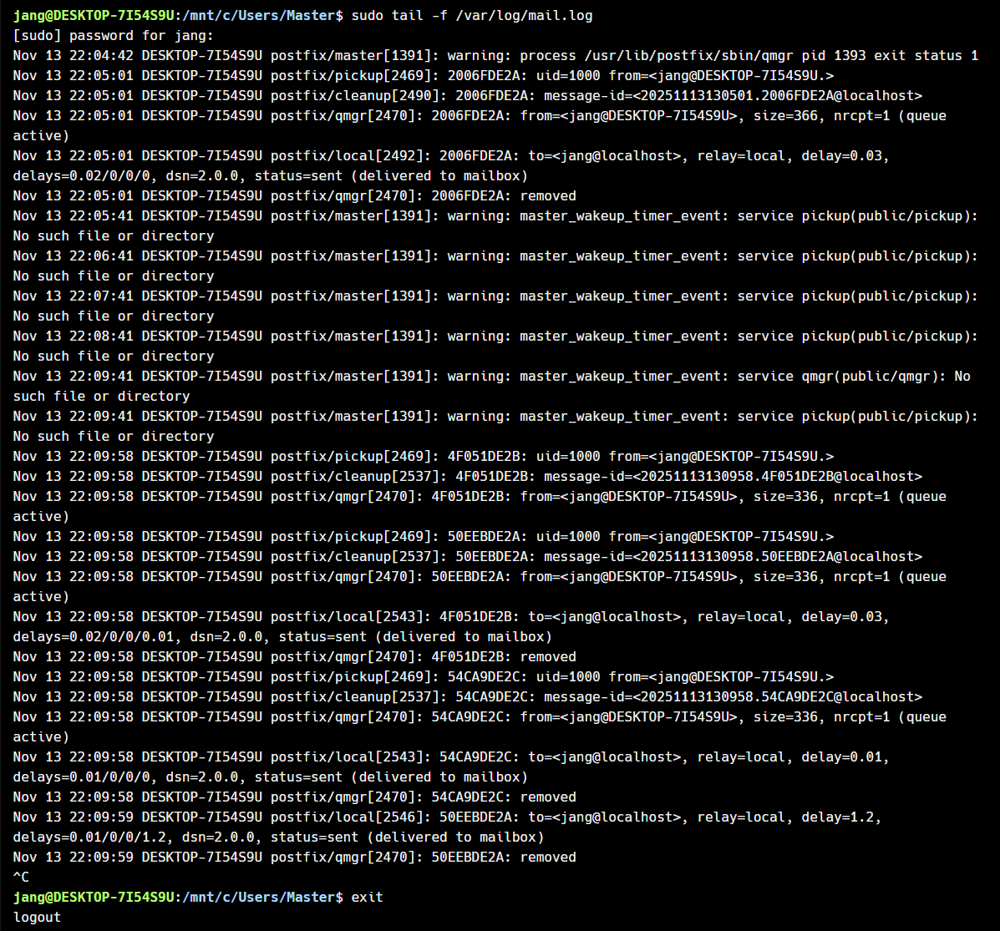 jang@DESKTOP-7I54S9U:/mnt/c/Users/Master$ sudo tail -f /var/log/mail.log
[sudo] password for jang:
Nov 13 22:04:42 DESKTOP-7I54S9U postfix/master[1391]: warning: process /usr/lib/postfix/sbin/qmgr pid 1393 exit status 1
Nov 13 22:05:01 DESKTOP-7I54S9U postfix/pickup[2469]: 2006FDE2A: uid=1000 from=<jang@DESKTOP-7I54S9U.>
Nov 13 22:05:01 DESKTOP-7I54S9U postfix/cleanup[2490]: 2006FDE2A: message-id=<20251113130501.2006FDE2A@localhost>
Nov 13 22:05:01 DESKTOP-7I54S9U postfix/qmgr[2470]: 2006FDE2A: from=<jang@DESKTOP-7I54S9U>, size=366, nrcpt=1 (queue
active)
Nov 13 22:05:01 DESKTOP-7I54S9U postfix/local[2492]: 2006FDE2A: to=<jang@localhost>, relay=local, delay=0.03,
delays=0.02/0/0/0, dsn=2.0.0, status=sent (delivered to mailbox)
Nov 13 22:05:01 DESKTOP-7I54S9U postfix/qmgr[2470]: 2006FDE2A: removed
Nov 13 22:05:41 DESKTOP-7I54S9U postfix/master[1391]: warning: master_wakeup_timer_event: service pickup(public/pickup):
No such file or directory
Nov 13 22:06:41 DESKTOP-7I54S9U postfix/master[1391]: warning: master_wakeup_timer_event: service pickup(public/pickup):
No such file or directory
Nov 13 22:07:41 DESKTOP-7I54S9U postfix/master[1391]: warning: master_wakeup_timer_event: service pickup(public/pickup):
No such file or directory
Nov 13 22:08:41 DESKTOP-7I54S9U postfix/master[1391]: warning: master_wakeup_timer_event: service pickup(public/pickup):
No such file or directory
Nov 13 22:09:41 DESKTOP-7I54S9U postfix/master[1391]: warning: master_wakeup_timer_event: service qmgr(public/qmgr): No
such file or directory
Nov 13 22:09:41 DESKTOP-7I54S9U postfix/master[1391]: warning: master_wakeup_timer_event: service pickup(public/pickup):
No such file or directory
Nov 13 22:09:58 DESKTOP-7I54S9U postfix/pickup[2469]: 4F051DE2B: uid=1000 from=<jang@DESKTOP-7I54S9U.>
Nov 13 22:09:58 DESKTOP-7I54S9U postfix/cleanup[2537]: 4F051DE2B: message-id=<20251113130958.4F051DE2B@localhost>
Nov 13 22:09:58 DESKTOP-7I54S9U postfix/qmgr[2470]: 4F051DE2B: from=<jang@DESKTOP-7I54S9U>, size=336, nrcpt=1 (queue
active)
Nov 13 22:09:58 DESKTOP-7I54S9U postfix/pickup[2469]: 50EEBDE2A: uid=1000 from=<jang@DESKTOP-7I54S9U.>
Nov 13 22:09:58 DESKTOP-7I54S9U postfix/cleanup[2537]: 50EEBDE2A: message-id=<20251113130958.50EEBDE2A@localhost>
Nov 13 22:09:58 DESKTOP-7I54S9U postfix/qmgr[2470]: 50EEBDE2A: from=<jang@DESKTOP-7I54S9U>, size=336, nrcpt=1 (queue
active)
Nov 13 22:09:58 DESKTOP-7I54S9U postfix/local[2543]: 4F051DE2B: to=<jang@localhost>, relay=local, delay=0.03,
delays=0.02/0/0/0.01, dsn=2.0.0, status=sent (delivered to mailbox)
Nov 13 22:09:58 DESKTOP-7I54S9U postfix/qmgr[2470]: 4F051DE2B: removed
Nov 13 22:09:58 DESKTOP-7I54S9U postfix/pickup[2469]: 54CA9DE2C: uid=1000 from=<jang@DESKTOP-7I54S9U.>
Nov 13 22:09:58 DESKTOP-7I54S9U postfix/cleanup[2537]: 54CA9DE2C: message-id=<20251113130958.54CA9DE2C@localhost>
Nov 13 22:09:58 DESKTOP-7I54S9U postfix/qmgr[2470]: 54CA9DE2C: from=<jang@DESKTOP-7I54S9U>, size=336, nrcpt=1 (queue
active)
Nov 13 22:09:58 DESKTOP-7I54S9U postfix/local[2543]: 54CA9DE2C: to=<jang@localhost>, relay=local, delay=0.01,
delays=0.01/0/0/0, dsn=2.0.0, status=sent (delivered to mailbox)
Nov 13 22:09:58 DESKTOP-7I54S9U postfix/qmgr[2470]: 54CA9DE2C: removed
Nov 13 22:09:59 DESKTOP-7I54S9U postfix/local[2546]: 50EEBDE2A: to=<jang@localhost>, relay=local, delay=1.2,
delays=0.01/0/0/1.2, dsn=2.0.0, status=sent (delivered to mailbox)
Nov 13 22:09:59 DESKTOP-7I54S9U postfix/qmgr[2470]: 50EEBDE2A: removed
^C
jang@DESKTOP-7I54S9U:/mnt/c/Users/Master$ exit
logout